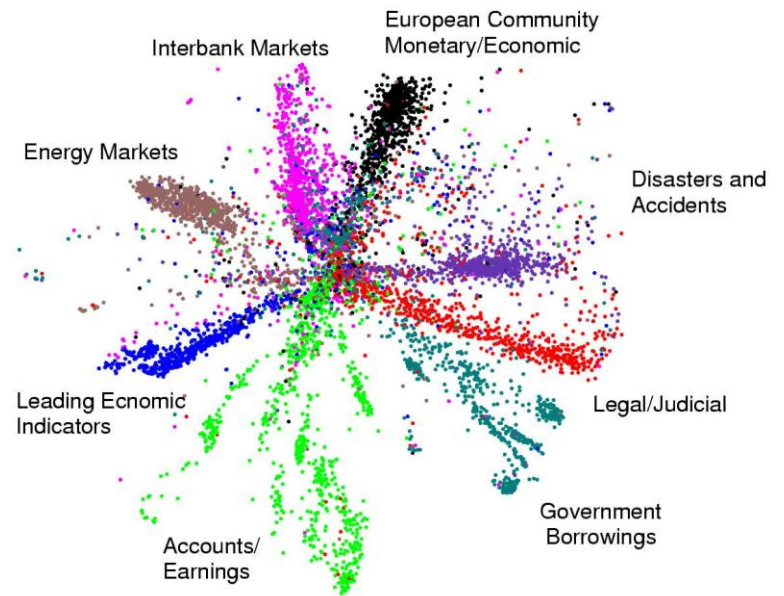 European Community
Monetary/Economic
Interbank Markets
Energy Markets
Disasters and
Accidents
Leading Ecnomic
Indicators
Legal/Judicial
Government
Borrowings
Accounts/
Earnings